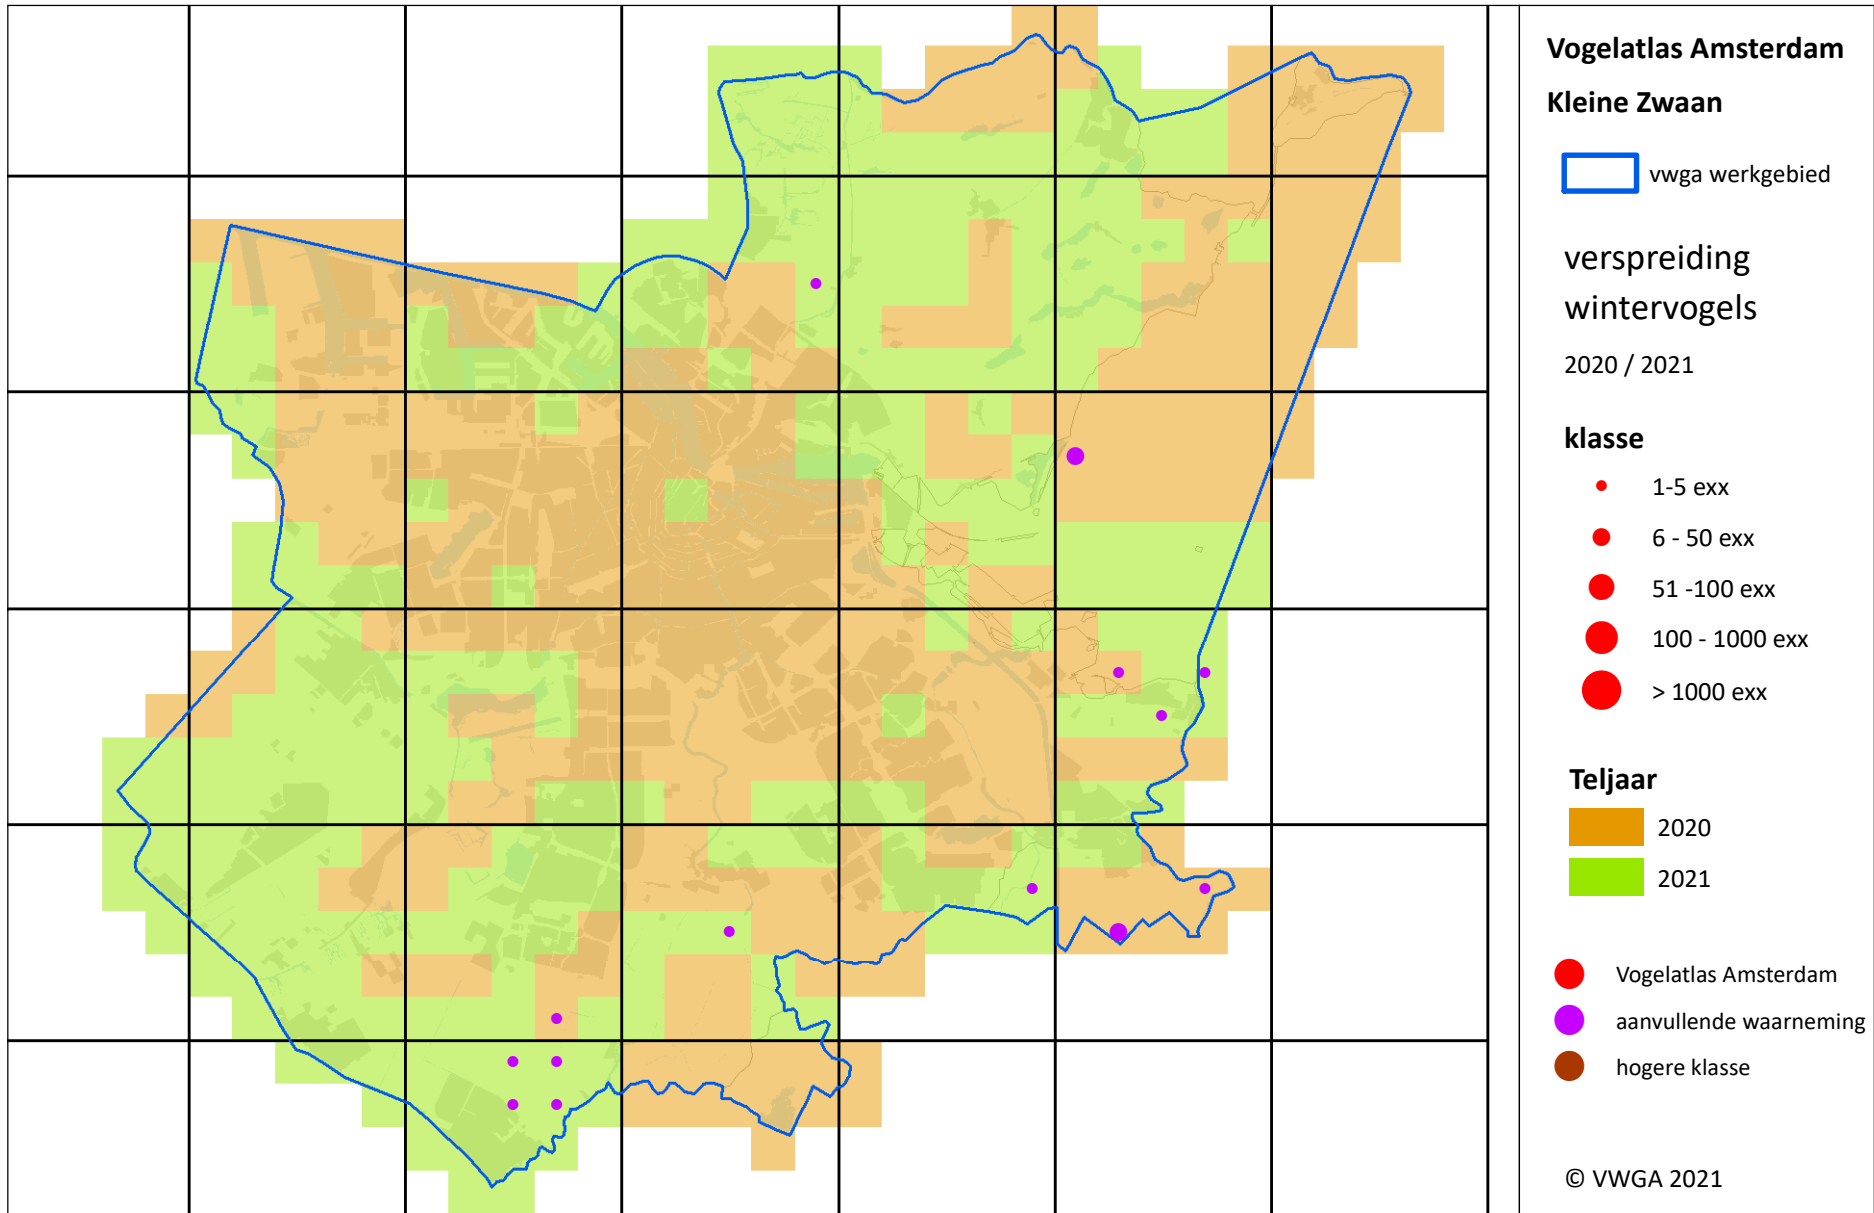 Vogelatlas Amsterdam
Kleine Zwaan
vwga werkgebied
verspreiding
wintervogels
2020 / 2021
klasse
1-5 exx
6 - 50 exx
51 -100 exx
100 - 1000 exx
> 1000 exx
Teljaar
2020
2021
Vogelatlas Amsterdam
aanvullende waarneming
hogere klasse
© VWGA 2021